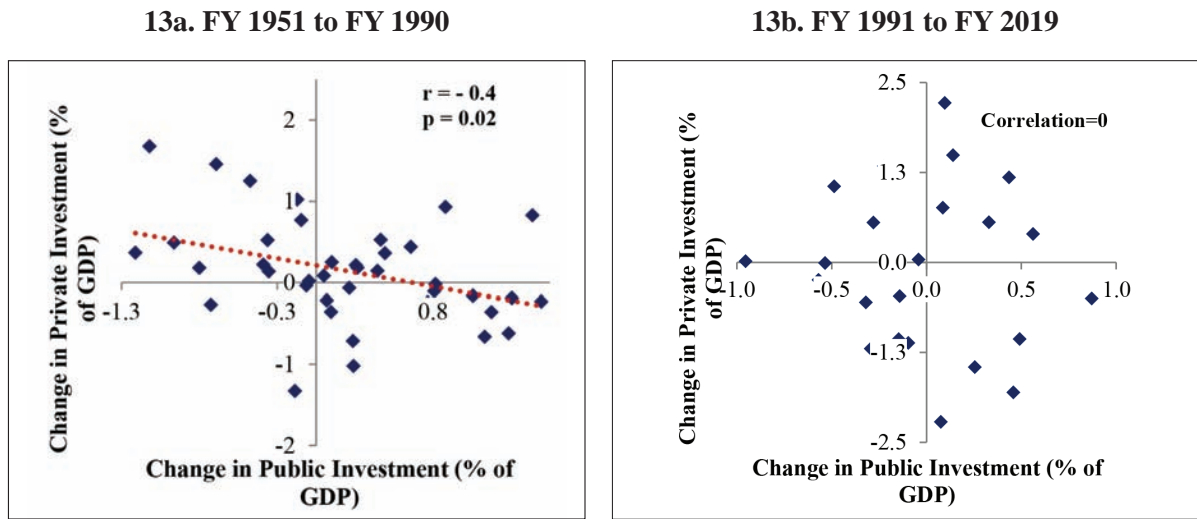 13a. FY 1951 to FY 1990
Change in Private Investment (%
of GDP)
r = - 0.4
p = 0.02
2
1
0
-1
-2
-1.3
-0.3
0.8
Change in Public Investment (% of
GDP)
13b. FY 1991 to FY 2019
Change in Private Investment (%
of GDP)
Correlation=0
2.5
1.3
0.0
-1.3
-2.5
-1.0
-0.5
0.0
0.5
1.0
Change in Public Investment (% of
GDP)